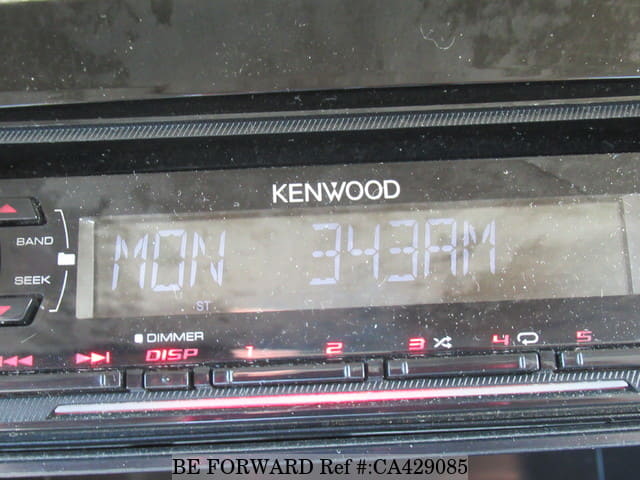 KENWOOD
BAND
MON 343AM
SEEK
ST
DIMMER
DISP 1 2 3 4 5
BE FORWARD Ref #:CA429085